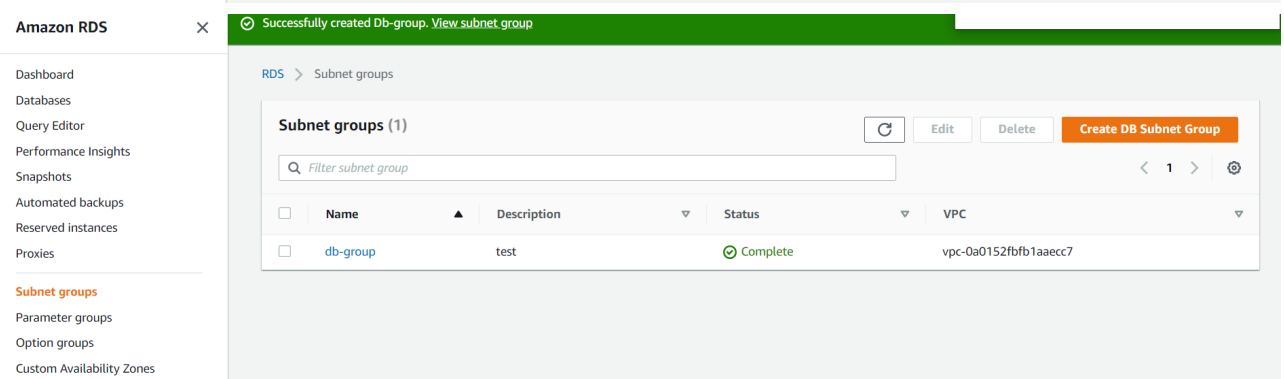 Amazon RDS
Dashboard
Databases
Query Editor
Performance Insights
Snapshots
Automated backups
Reserved instances
Proxies
Subnet groups
Parameter groups
Option groups
Custom Availability Zones
Successfully created Db-group. View subnet group
RDS > Subnet groups
Subnet groups (1)
Edit Delete Create DB Subnet Group
Filter subnet group
1
Name Description Status VPC
db-group test Complete vpc-0a0152fbfb1aaecc7